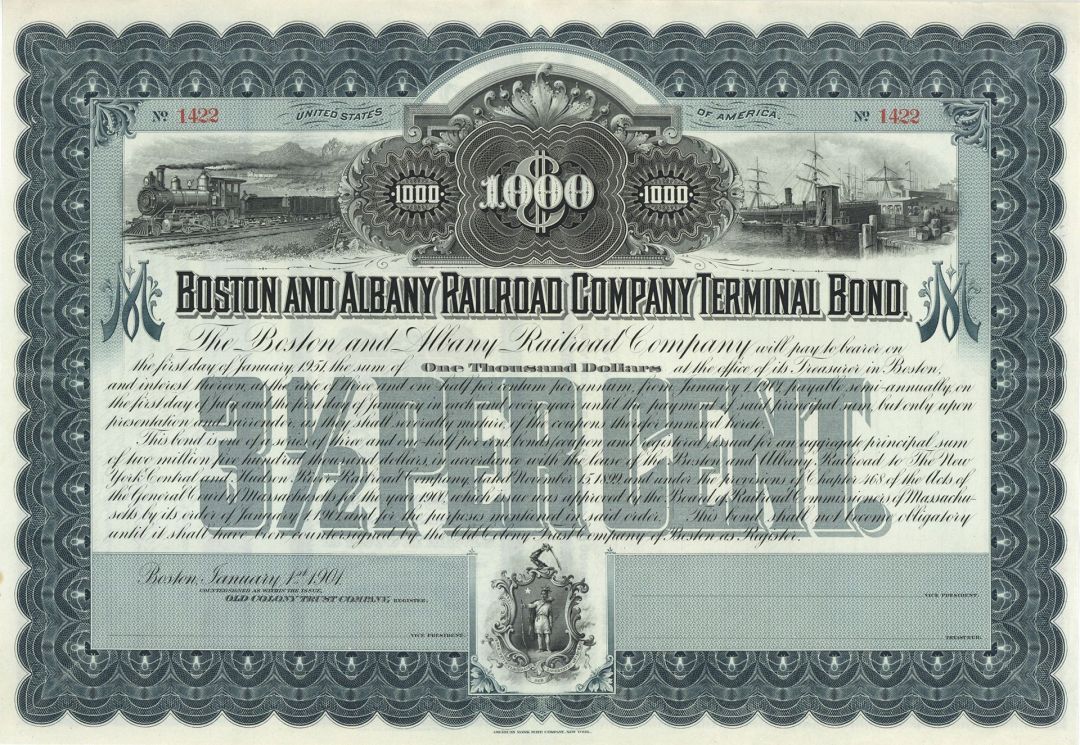 No 1422 UNITED STATES OF AMERICA. No 1422
1000 $1000 1000
BOSTON AND ALBANY RAILROAD COMPANY TERMINAL BOND.
The Boston and Albany Railroad Company will pay to bearer on
the first day of January, 1951 the sum of One Thousand Dollars at the office of its Treasurer in Boston,
and interest thereon, at the rate of three and one half per centum per annum, from January 1, 1901, payable semi-annually, on
the first day of July and the first day of January in each and every year until the payment of said principal sum, but only upon
presentation and surrender as they shall serially mature, of the coupons therefor annexed hereto.
This bond is one of a series of three and one-half per cent. bonds, coupon and registered, issued for an aggregate principal sum
of two million five hundred thousand dollars, in accordance with the lease of the Boston and Albany Railroad to The New
York Central and Hudson River Railroad Company, dated November 15, 1899, and under the provisions of Chapter 468 of the Acts of
the General Court of Massachusetts for the year 1900, which issue was approved by the Board of Railroad Commissioners of Massachu-
setts by its order of January 1901, and for the purposes mentioned in said order. This bond shall not become obligatory
until it shall have been countersigned by the Old Colony Trust Company of Boston as Register.
3½ PER CENT.
Boston, January 1st 1901.
COUNTERSIGNED AS WITHIN THE ISSUE,
OLD COLONY TRUST COMPANY, REGISTER.
VICE PRESIDENT.
VICE PRESIDENT.
TREASURER.
AMERICAN BANK NOTE COMPANY, NEW YORK.